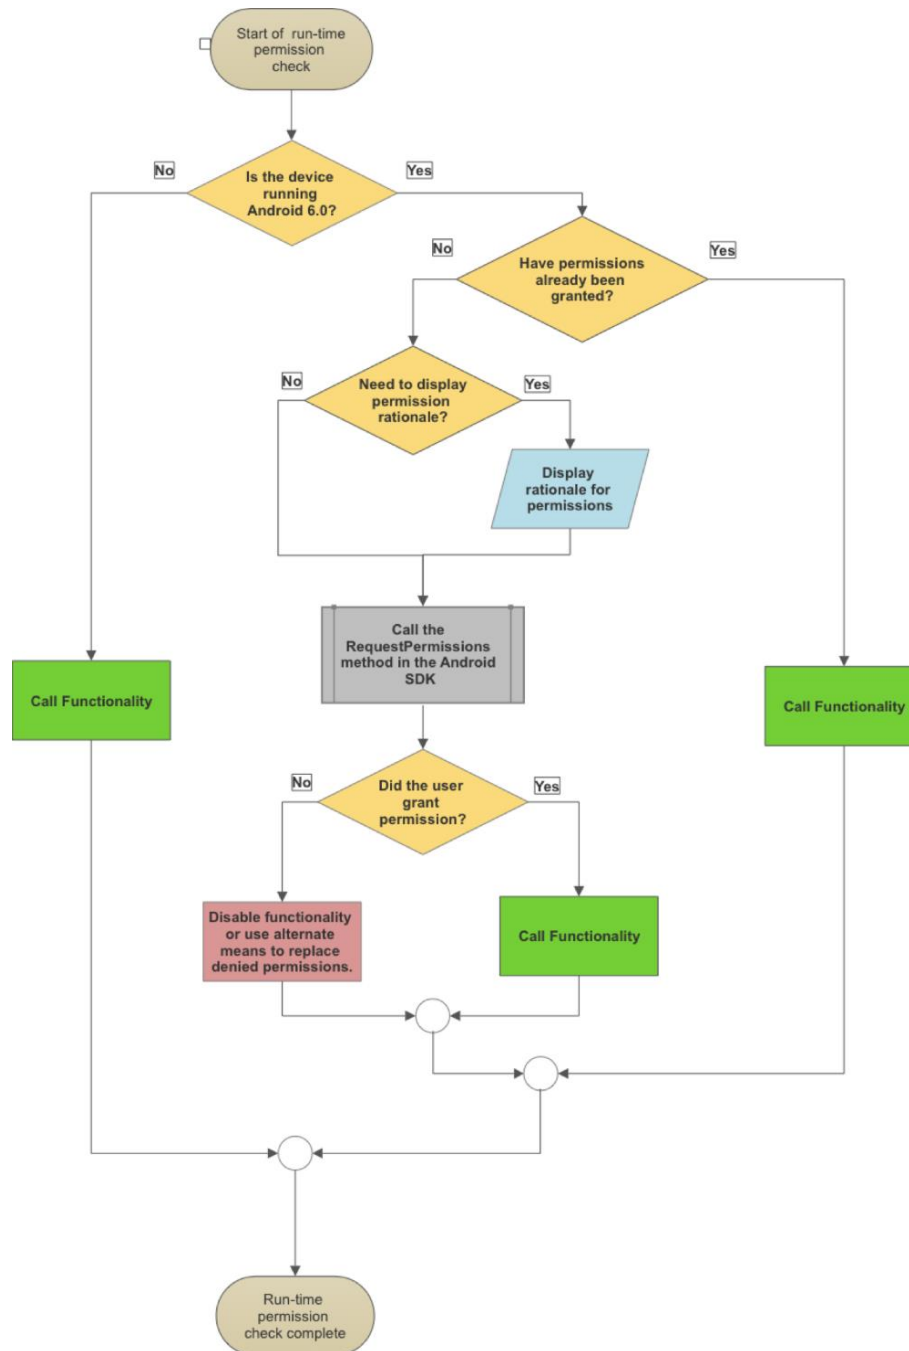 Start of run-time
permission
check
No
Yes
Is the device
running
Android 6.0?
No
Yes
Have permissions
already been
granted?
No
Yes
Need to display
permission
rationale?
Display
rationale for
permissions
Call the
RequestPermissions
method in the Android
SDK
Call Functionality
Call Functionality
No
Yes
Did the user
grant
permission?
Disable functionality
or use alternate
means to replace
denied permissions.
Call Functionality
Run-time
permission
check complete